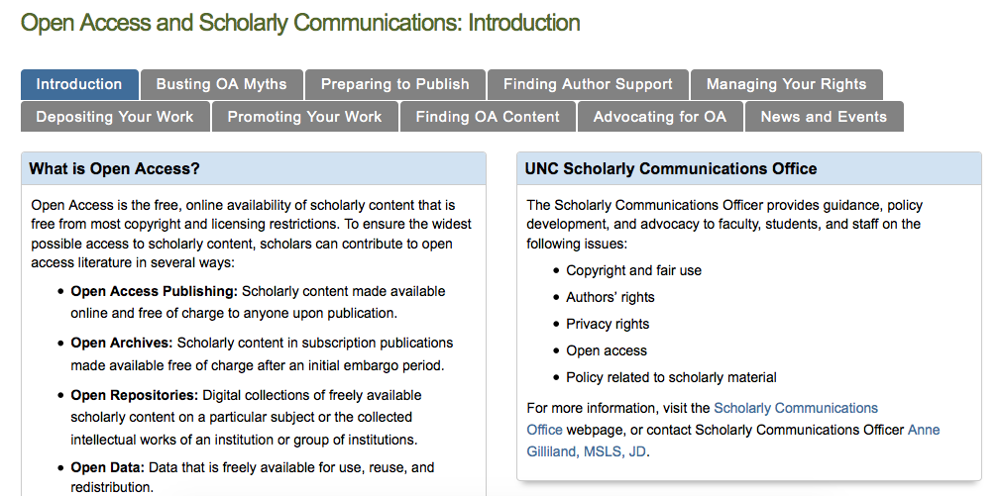 Open Access and Scholarly Communications: Introduction
Introduction
Busting OA Myths
Preparing to Publish
Finding Author Support
Managing Your Rights
Depositing Your Work
Promoting Your Work
Finding OA Content
Advocating for OA
News and Events
What is Open Access?
Open Access is the free, online availability of scholarly content that is
free from most copyright and licensing restrictions. To ensure the widest
possible access to scholarly content, scholars can contribute to open
access literature in several ways:
• Open Access Publishing: Scholarly content made available
online and free of charge to anyone upon publication.
• Open Archives: Scholarly content in subscription publications
made available free of charge after an initial embargo period.
• Open Repositories: Digital collections of freely available
scholarly content on a particular subject or the collected
intellectual works of an institution or group of institutions.
• Open Data: Data that is freely available for use, reuse, and
redistribution.
UNC Scholarly Communications Office
The Scholarly Communications Officer provides guidance, policy
development, and advocacy to faculty, students, and staff on the
following issues:
• Copyright and fair use
• Authors' rights
• Privacy rights
• Open access
• Policy related to scholarly material
For more information, visit the Scholarly Communications
Office webpage, or contact Scholarly Communications Officer Anne
Gilliland, MSLS, JD.